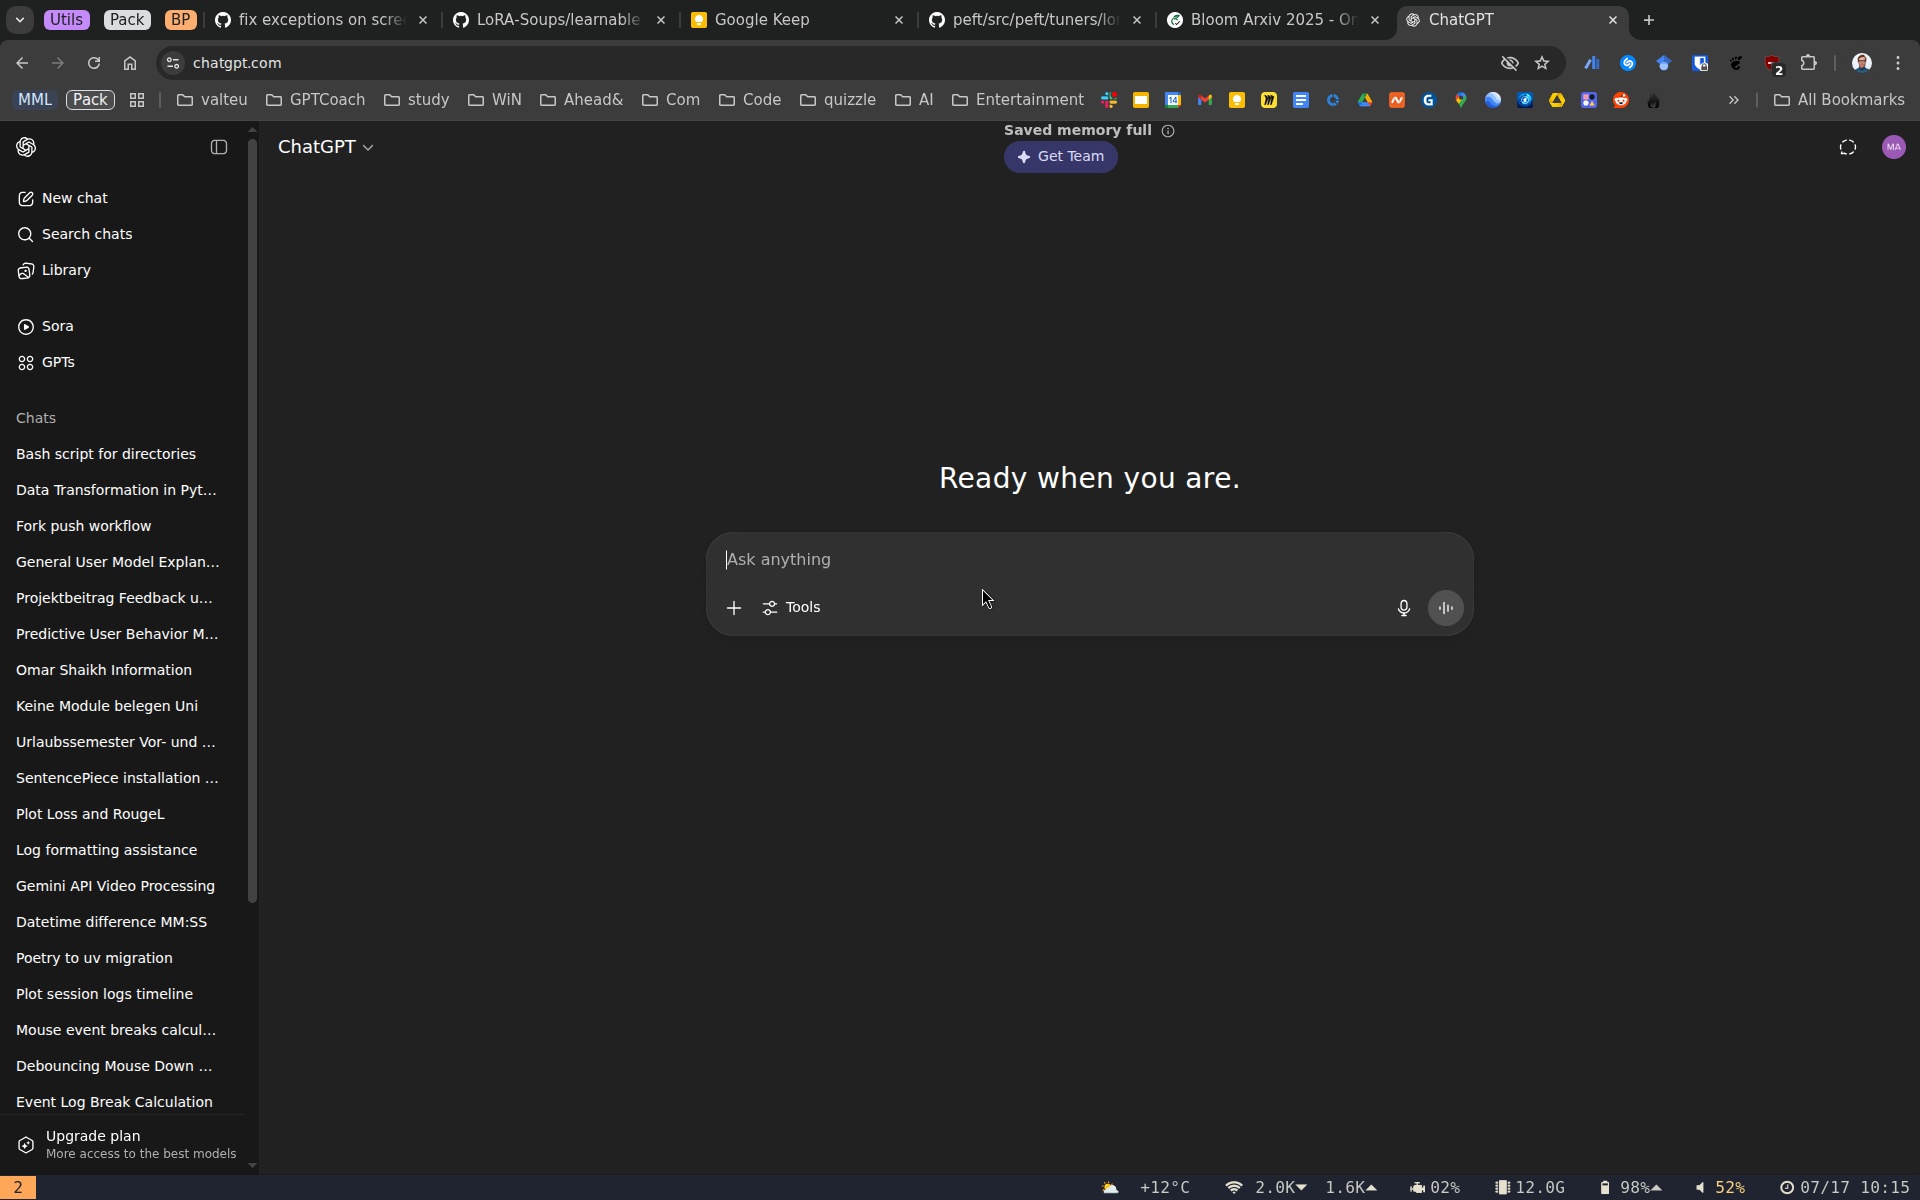 Utils Pack BP fix exceptions on scre LoRA-Soups/learnable Google Keep peft/src/peft/tuners/lo Bloom Arxiv 2025 - On ChatGPT
chatgpt.com 2
MML Pack valteu GPTCoach study WiN Ahead& Com Code quizzle AI Entertainment All Bookmarks
Saved memory full
ChatGPT
Get Team
MA
New chat
Search chats
Library
Sora
GPTs
Chats
Bash script for directories
Data Transformation in Pyt...
Fork push workflow
General User Model Explan...
Projektbeitrag Feedback u...
Predictive User Behavior M...
Omar Shaikh Information
Keine Module belegen Uni
Urlaubssemester Vor- und ...
SentencePiece installation ...
Plot Loss and RougeL
Log formatting assistance
Gemini API Video Processing
Datetime difference MM:SS
Poetry to uv migration
Plot session logs timeline
Mouse event breaks calcul...
Debouncing Mouse Down ...
Event Log Break Calculation
Upgrade plan
More access to the best models
Ready when you are.
Ask anything
Tools
2 +12°C 2.0K 1.6K 02% 12.0G 98% 52% 07/17 10:15